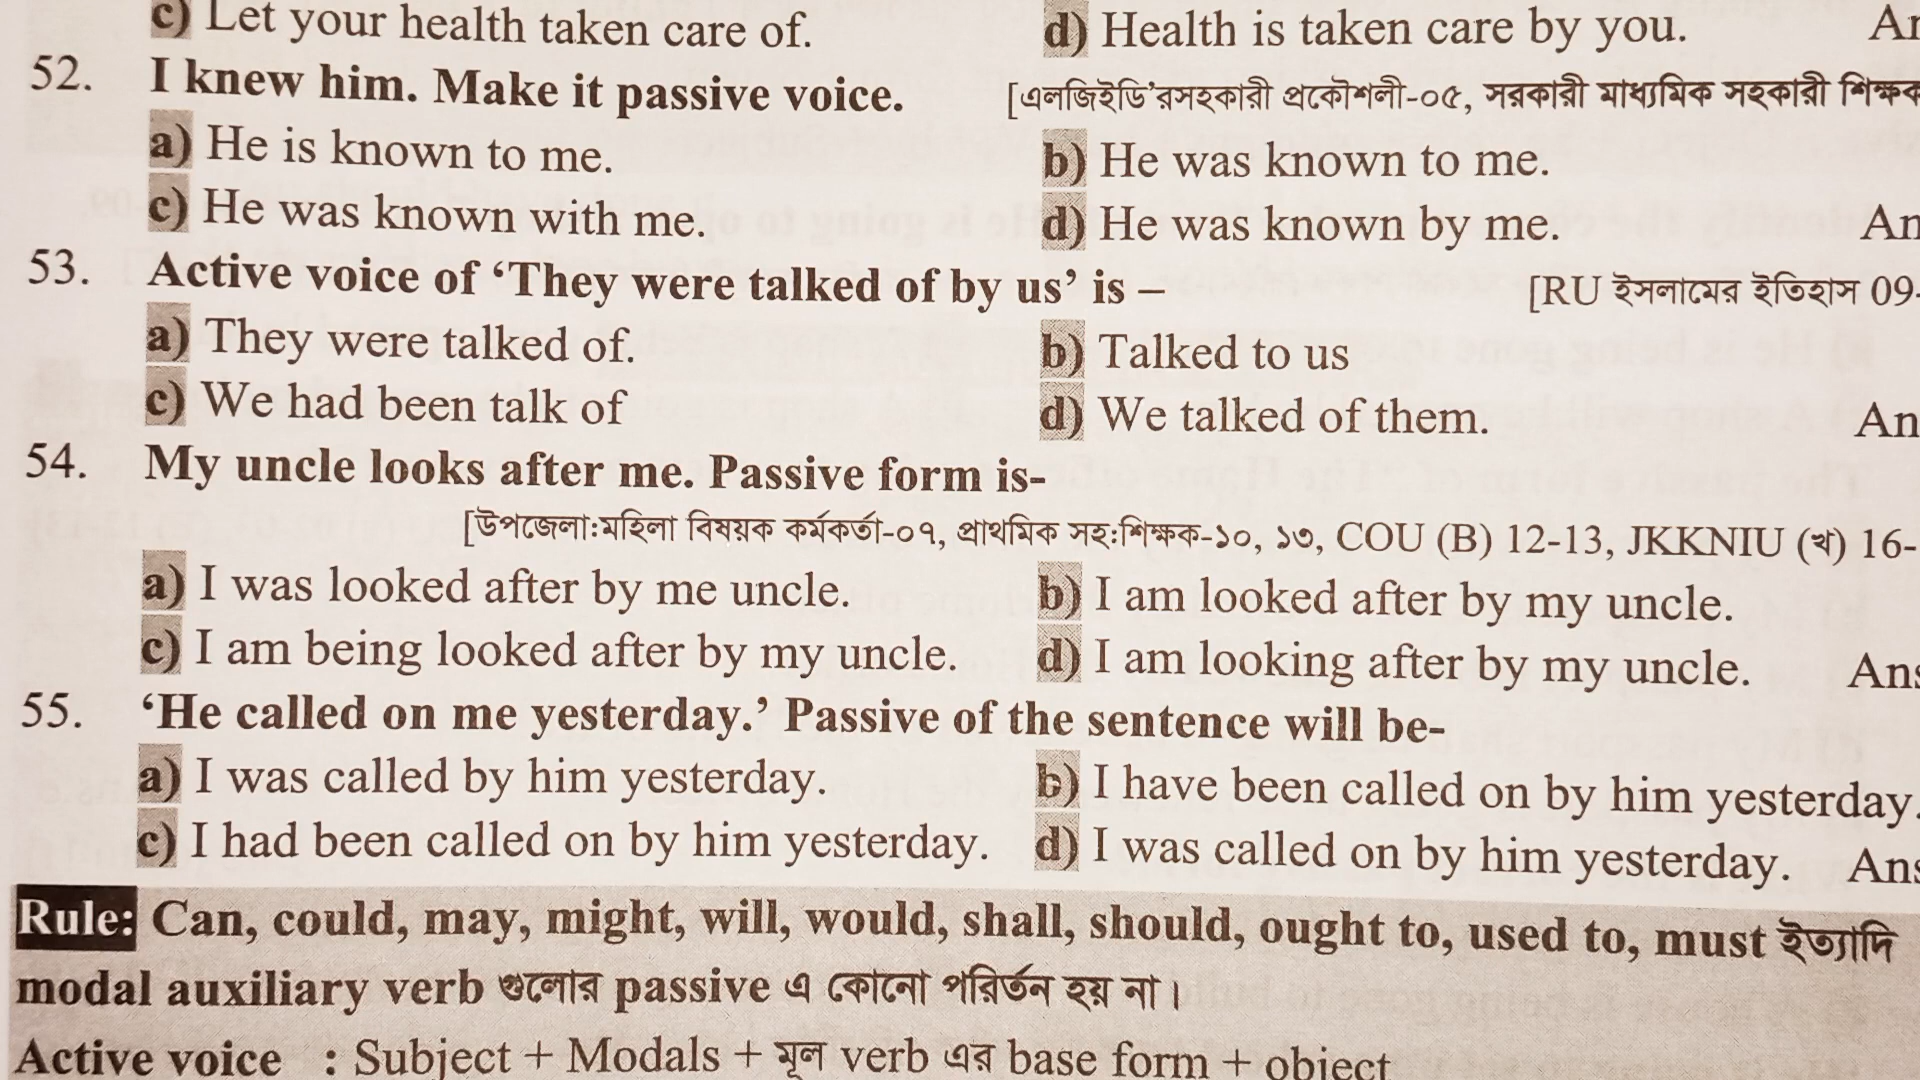 c) Let your health taken care of. d) Health is taken care by you.
52. I knew him. Make it passive voice. [এলজিইডি'রসহকারী প্রকৌশলী-০৫, সরকারী মাধ্যমিক সহকারী শিক্ষক
a) He is known to me. b) He was known to me.
c) He was known with me. d) He was known by me. An
53. Active voice of ‘They were talked of by us’ is – [RU ইসলামের ইতিহাস 09-
a) They were talked of. b) Talked to us
c) We had been talk of d) We talked of them. An
54. My uncle looks after me. Passive form is-
[উপজেলাঃমহিলা বিষয়ক কর্মকর্তা-০৭, প্রাথমিক সহঃশিক্ষক-১০, ১৩, COU (B) 12-13, JKKNIU (খ) 16-
a) I was looked after by me uncle. b) I am looked after by my uncle.
c) I am being looked after by my uncle. d) I am looking after by my uncle. Ans
55. ‘He called on me yesterday.’ Passive of the sentence will be-
a) I was called by him yesterday. b) I have been called on by him yesterday.
c) I had been called on by him yesterday. d) I was called on by him yesterday. Ans
Rule: Can, could, may, might, will, would, shall, should, ought to, used to, must ইত্যাদি
modal auxiliary verb গুলোর passive এ কোনো পরির্তন হয় না।
Active voice : Subject + Modals + মূল verb এর base form + object